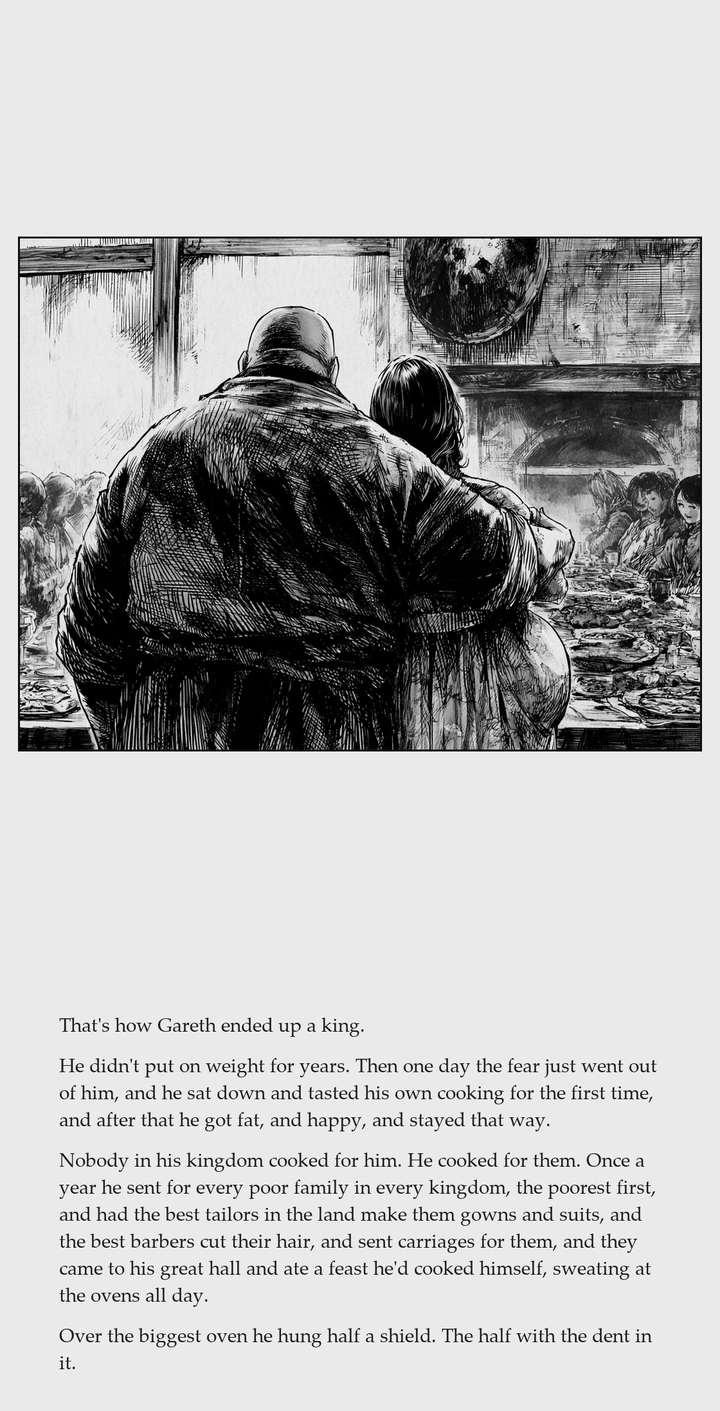 That's how Gareth ended up a king.
He didn't put on weight for years. Then one day the fear just went out
of him, and he sat down and tasted his own cooking for the first time,
and after that he got fat, and happy, and stayed that way.
Nobody in his kingdom cooked for him. He cooked for them. Once a
year he sent for every poor family in every kingdom, the poorest first,
and had the best tailors in the land make them gowns and suits, and
the best barbers cut their hair, and sent carriages for them, and they
came to his great hall and ate a feast he'd cooked himself, sweating at
the ovens all day.
Over the biggest oven he hung half a shield. The half with the dent in
it.